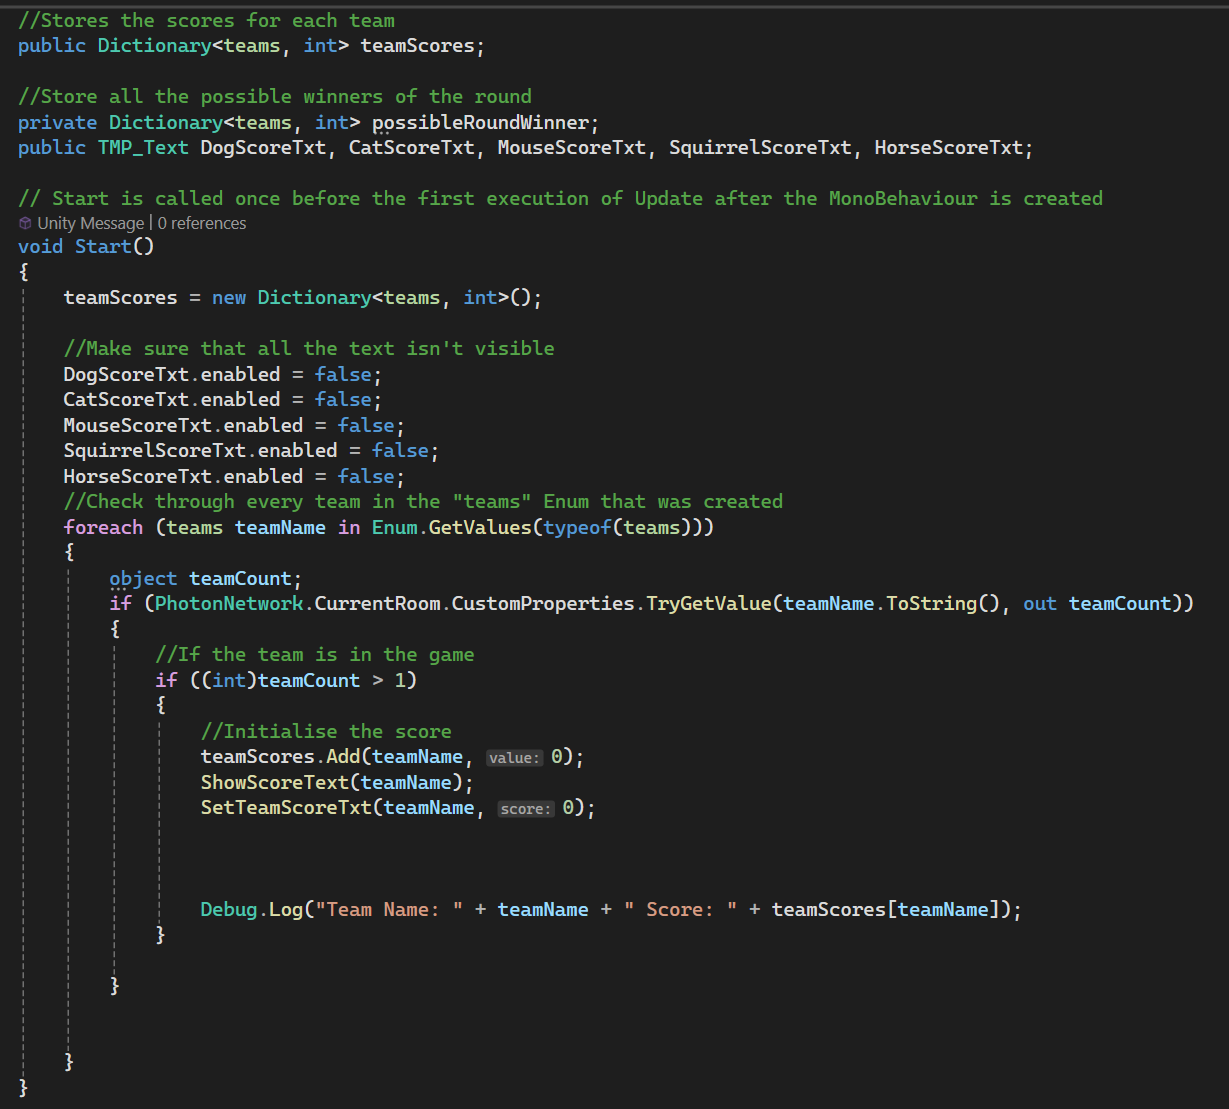 //Stores the scores for each team
public Dictionary<teams, int> teamScores;
//Store all the possible winners of the round
private Dictionary<teams, int> possibleRoundWinner;
public TMP_Text DogScoreTxt, CatScoreTxt, MouseScoreTxt, SquirrelScoreTxt, HorseScoreTxt;
// Start is called once before the first execution of Update after the MonoBehaviour is created
Unity Message | 0 references
void Start()
{
teamScores = new Dictionary<teams, int>();
//Make sure that all the text isn't visible
DogScoreTxt.enabled = false;
CatScoreTxt.enabled = false;
MouseScoreTxt.enabled = false;
SquirrelScoreTxt.enabled = false;
HorseScoreTxt.enabled = false;
//Check through every team in the "teams" Enum that was created
foreach (teams teamName in Enum.GetValues(typeof(teams)))
{
object teamCount;
if (PhotonNetwork.CurrentRoom.CustomProperties.TryGetValue(teamName.ToString(), out teamCount))
{
//If the team is in the game
if ((int)teamCount > 1)
{
//Initialise the score
teamScores.Add(teamName, value: 0);
ShowScoreText(teamName);
SetTeamScoreTxt(teamName, score: 0);
Debug.Log("Team Name: " + teamName + " Score: " + teamScores[teamName]);
}
}
}
}